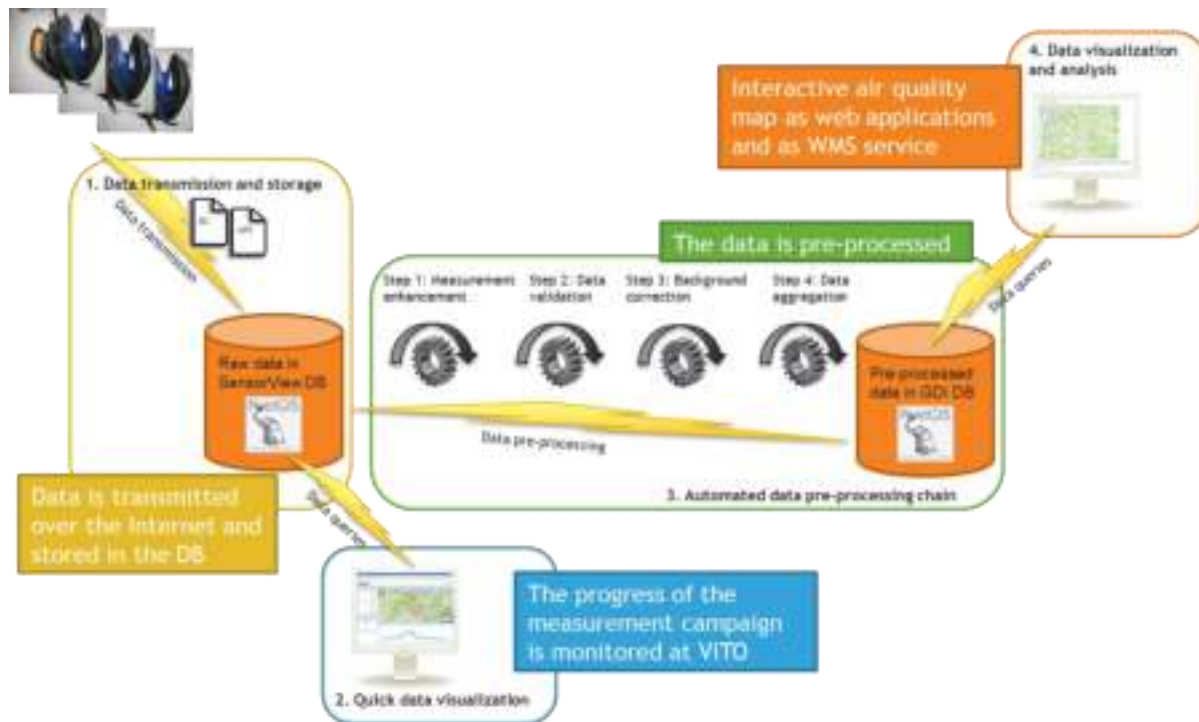 1. Data transmission and storage
Data transmission
Raw data in
SensorView DB
PostGIS
Data is transmitted
over the Internet and
stored in the DB
Data queries
2. Quick data visualization
The progress of the
measurement campaign
is monitored at VITO
The data is pre-processed
Step 1: Measurement
enhancement
Step 2: Data
validation
Step 3: Background
correction
Step 4: Data
aggregation
Data pre-processing
Pre-processed
data in GDI DB
PostGIS
3. Automated data pre-processing chain
Data queries
Interactive air quality
map as web applications
and as WMS service
4. Data visualization
and analysis